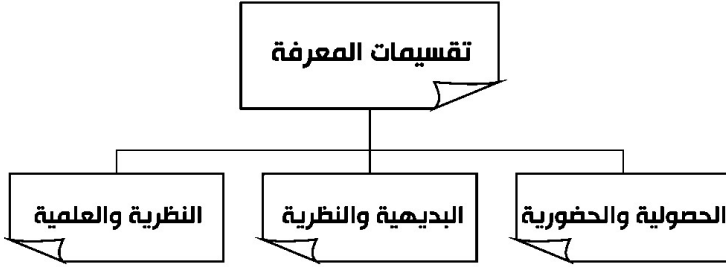 تقسيمات المعرفة
الحصولية والحضورية
البديهية والنظرية
النظرية والعلمية